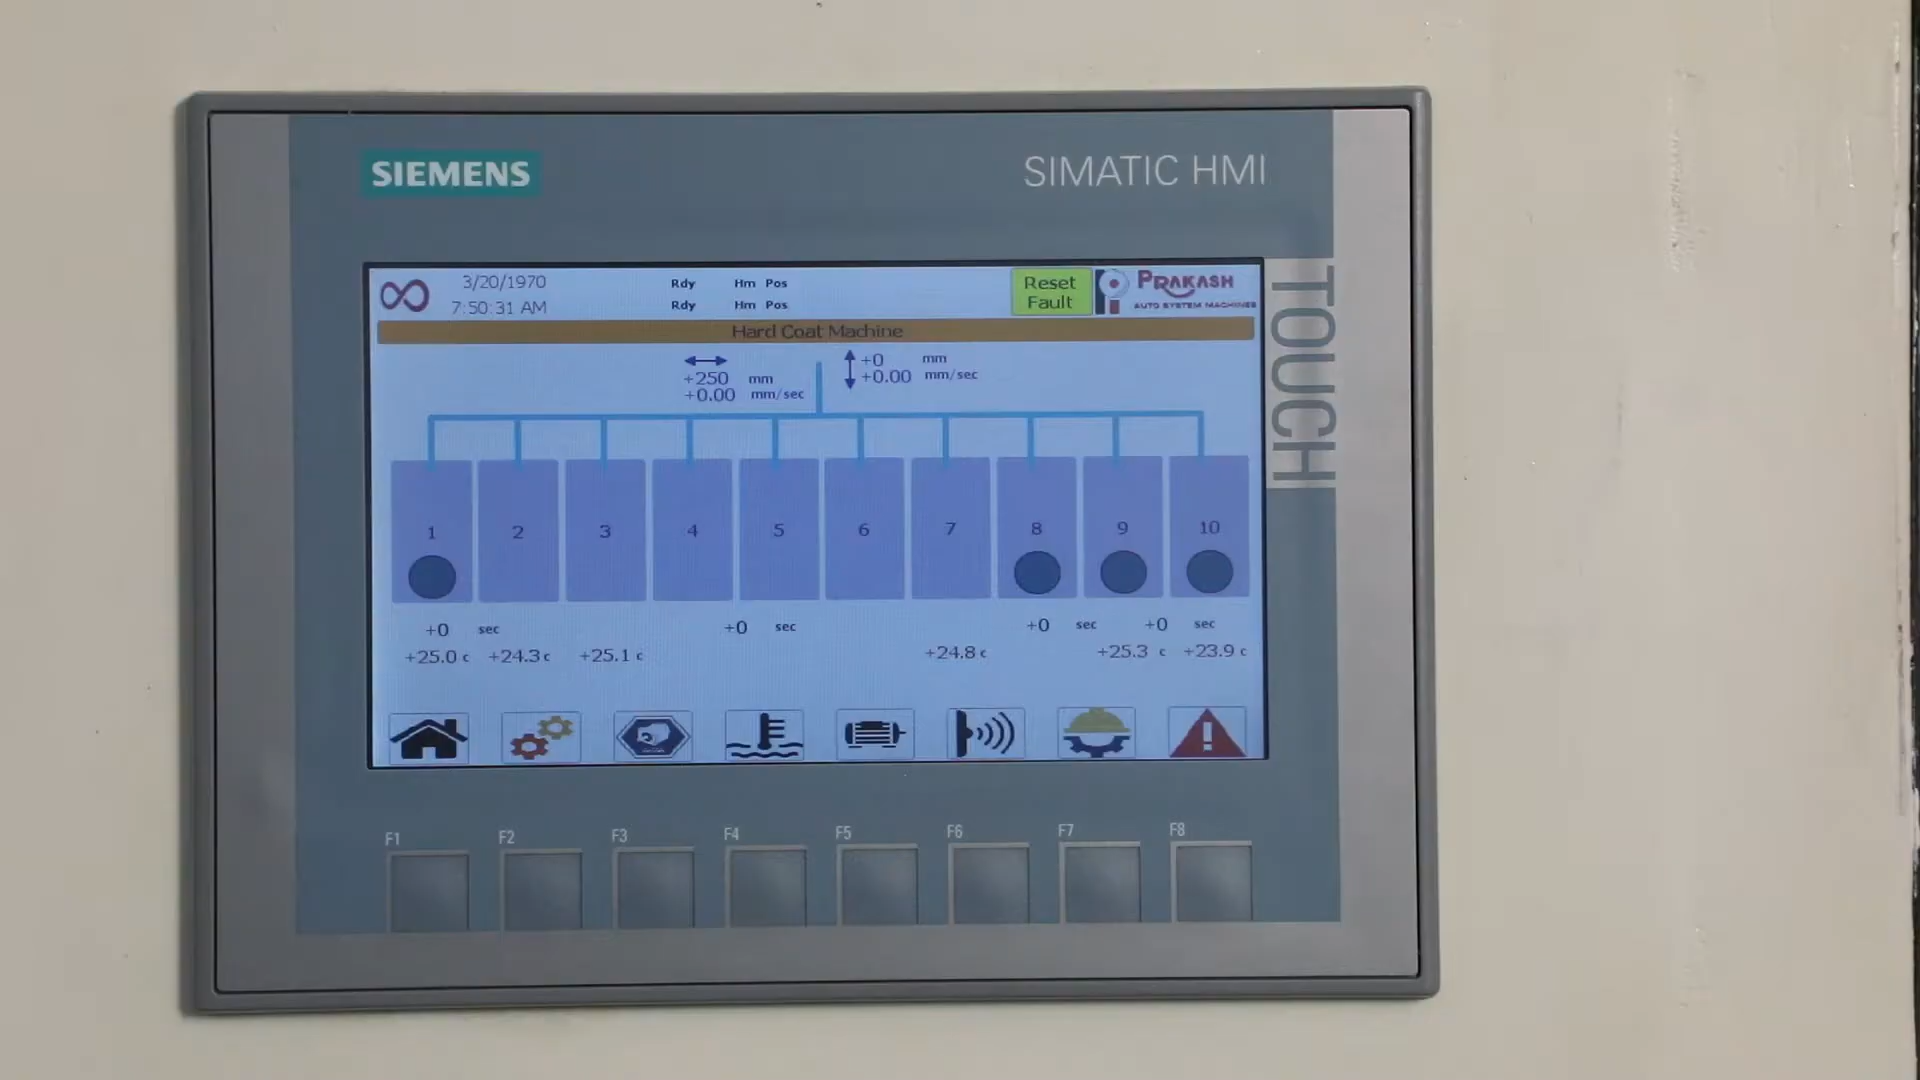 SIEMENS
SIMATIC HMI
TOUCH
3/20/1970
7:50:31 AM
Rdy Hm Pos
Rdy Hm Pos
Reset
Fault
PRAKASH
AUTO SYSTEM MACHINES
Hard Coat Machine
+250 mm
+0.00 mm/sec
+0 mm
+0.00 mm/sec
1 2 3 4 5 6 7 8 9 10
+0 sec +0 sec +0 sec +0 sec
+25.0 c +24.3 c +25.1 c +24.8 c +25.3 c +23.9 c
F1 F2 F3 F4 F5 F6 F7 F8